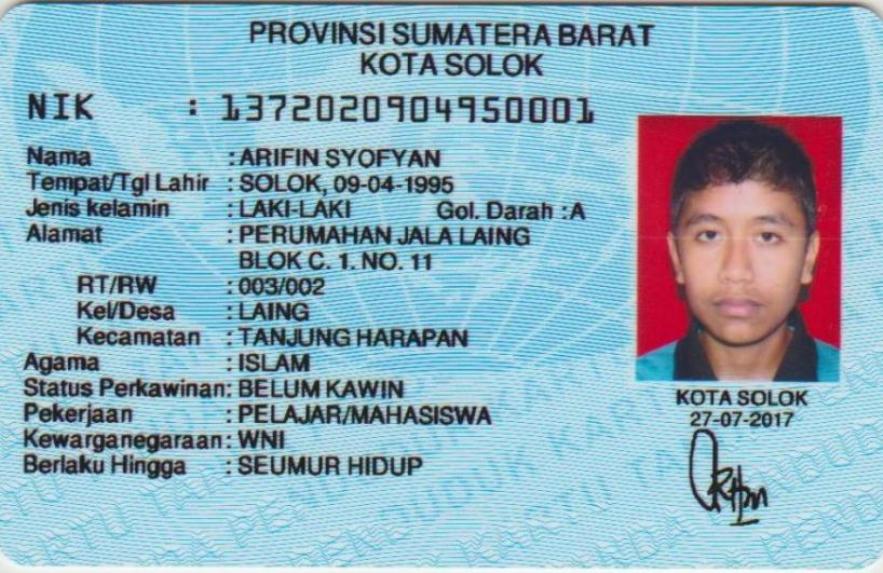 PROVINSI SUMATERA BARAT
KOTA SOLOK
NIK : 1372020904950001
Nama : ARIFIN SYOFYAN
Tempat/Tgl Lahir : SOLOK, 09-04-1995
Jenis kelamin : LAKI-LAKI Gol. Darah : A
Alamat : PERUMAHAN JALA LAING
BLOK C. 1. NO. 11
RT/RW : 003/002
Kel/Desa : LAING
Kecamatan : TANJUNG HARAPAN
Agama : ISLAM
Status Perkawinan: BELUM KAWIN
Pekerjaan : PELAJAR/MAHASISWA
Kewarganegaraan: WNI
Berlaku Hingga : SEUMUR HIDUP
KOTA SOLOK
27-07-2017